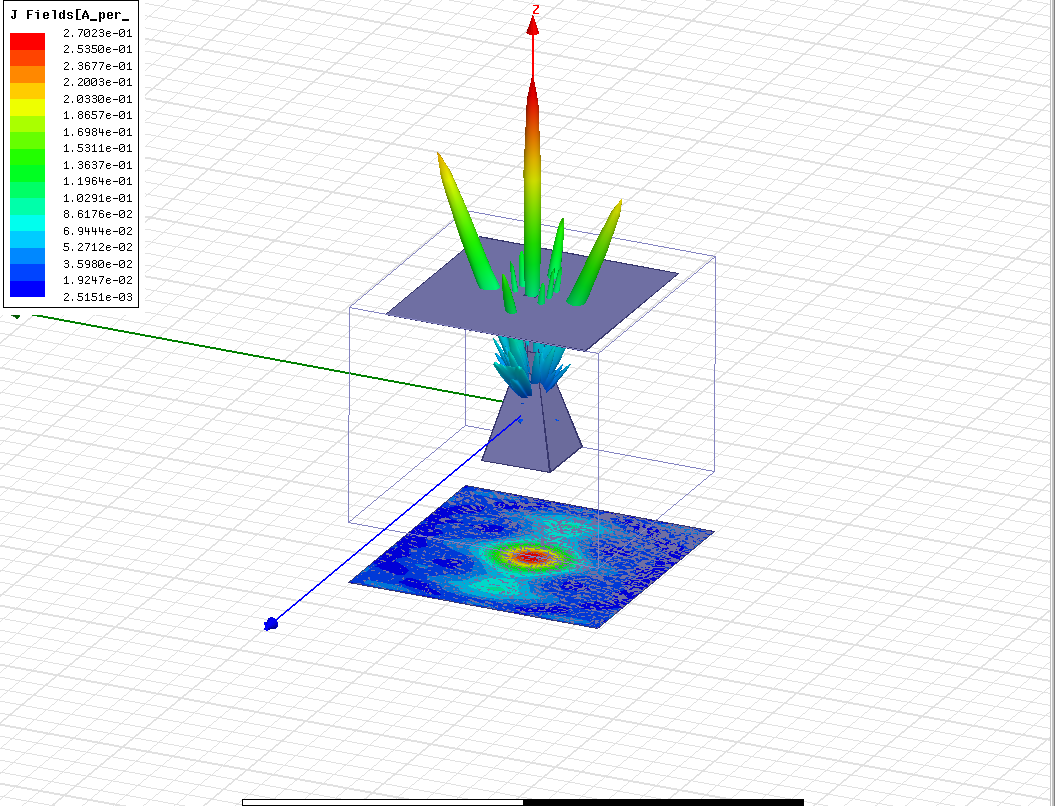 J Fields[A_per_
2.7023e-01
2.5350e-01
2.3677e-01
2.2003e-01
2.0330e-01
1.8657e-01
1.6984e-01
1.5311e-01
1.3637e-01
1.1964e-01
1.0291e-01
8.6176e-02
6.9444e-02
5.2712e-02
3.5980e-02
1.9247e-02
2.5151e-03
Z